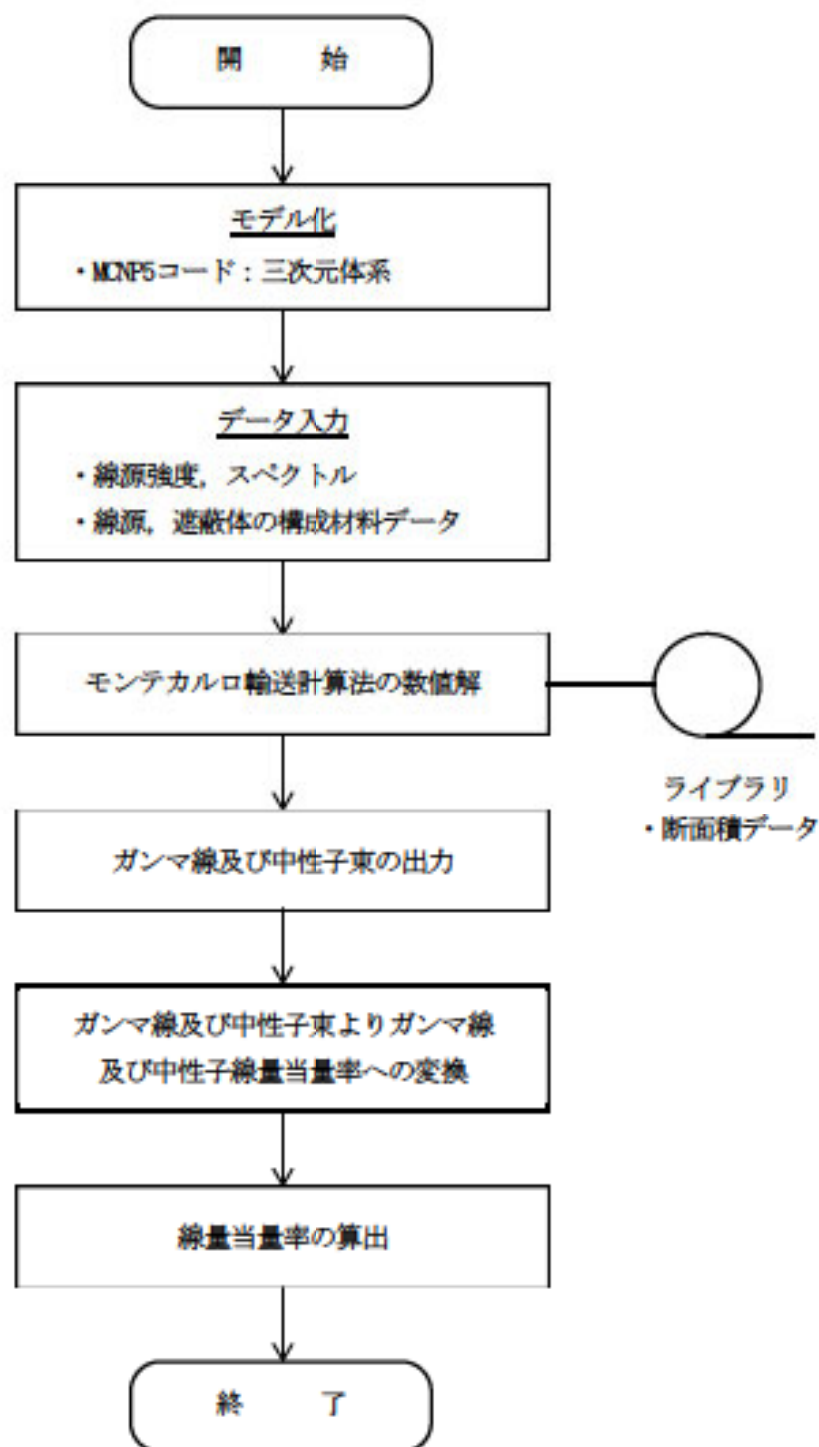 開　始
モデル化
・MCNP5コード：三次元体系
データ入力
・線源強度，スペクトル
・線源，遮蔽体の構成材料データ
モンテカルロ輸送計算法の数値解
ライブラリ
・断面積データ
ガンマ線及び中性子束の出力
ガンマ線及び中性子束よりガンマ線
及び中性子線量当量率への変換
線量当量率の算出
終　了